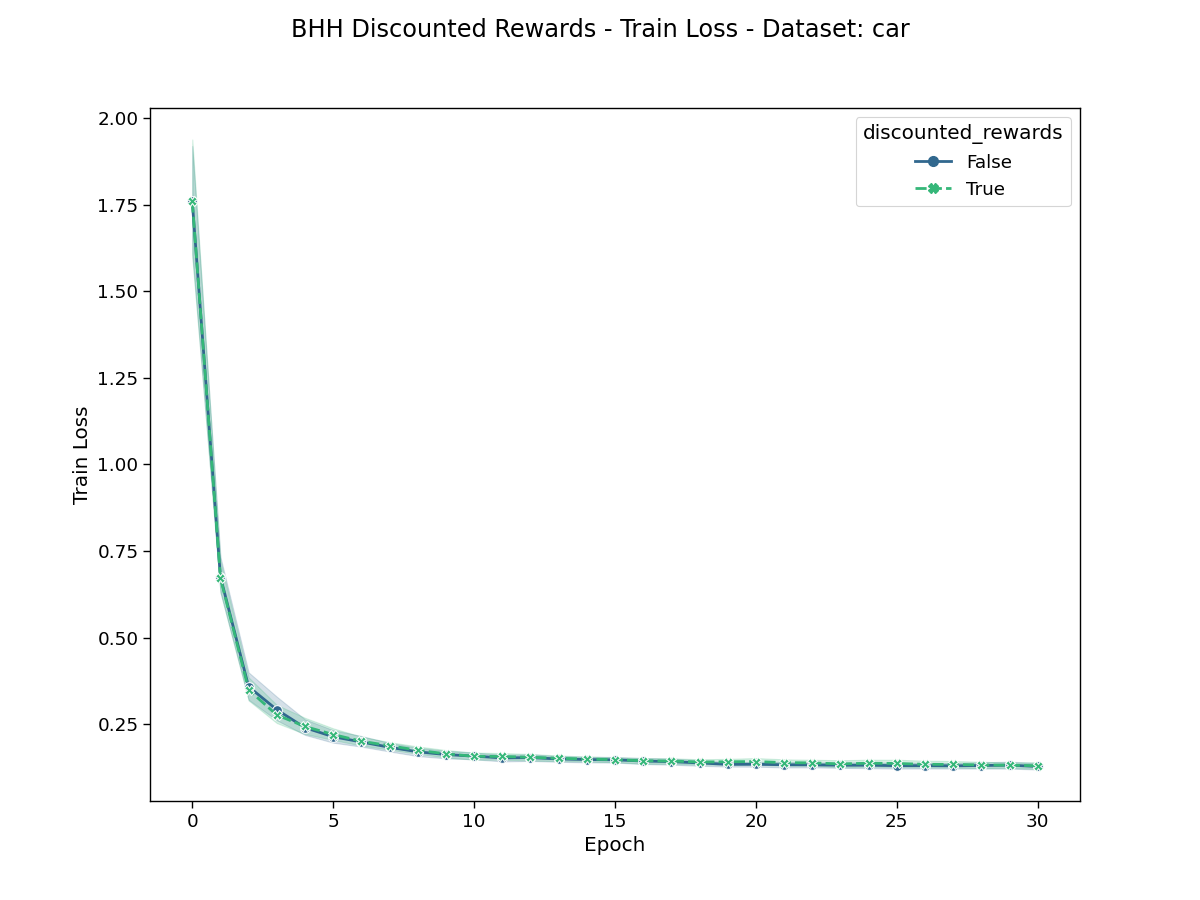 BHH Discounted Rewards - Train Loss - Dataset: car
discounted_rewards
False
True
2.00
1.75
1.50
1.25
1.00
0.75
0.50
0.25
Train Loss
0 5 10 15 20 25 30
Epoch